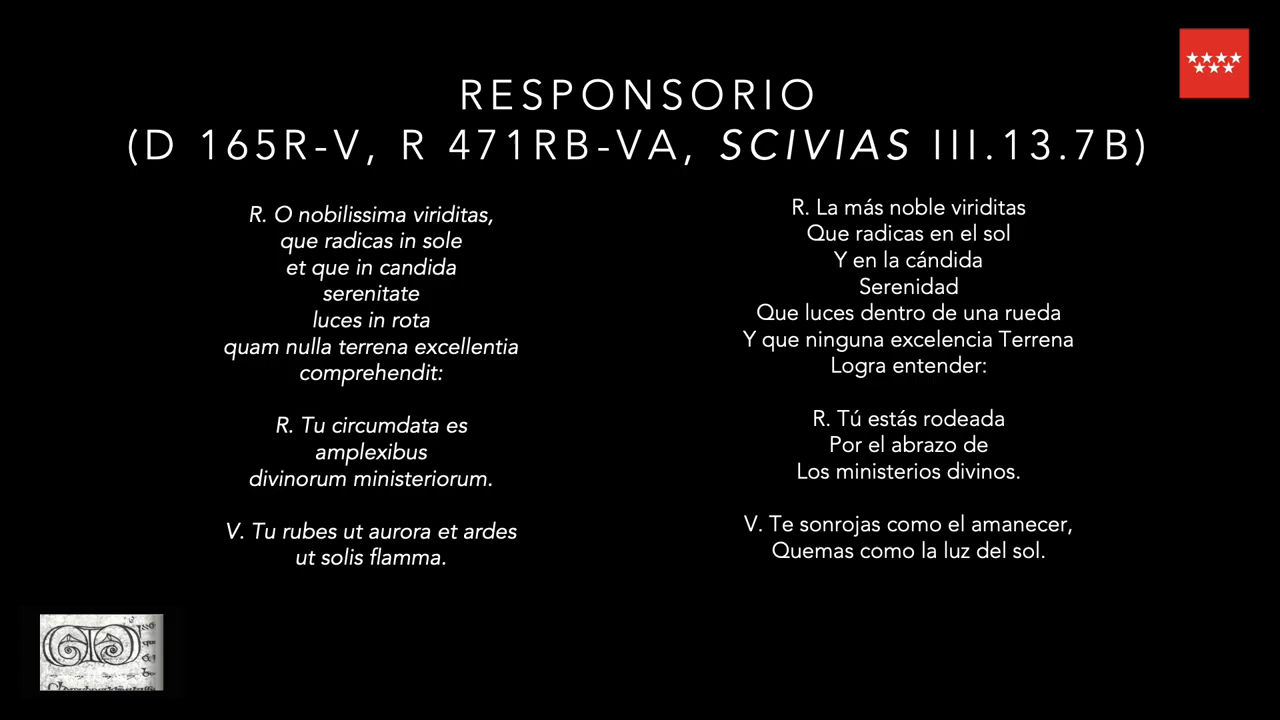 RESPONSORIO
(D 165R-V, R 471RB-VA, SCIVIAS III.13.7B)
R. O nobilissima viriditas,
que radicas in sole
et que in candida
serenitate
luces in rota
quam nulla terrena excellentia
comprehendit:
R. Tu circumdata es
amplexibus
divinorum ministeriorum.
V. Tu rubes ut aurora et ardes
ut solis flamma.
R. La más noble viriditas
Que radicas en el sol
Y en la cándida
Serenidad
Que luces dentro de una rueda
Y que ninguna excelencia Terrena
Logra entender:
R. Tú estás rodeada
Por el abrazo de
Los ministerios divinos.
V. Te sonrojas como el amanecer,
Quemas como la luz del sol.